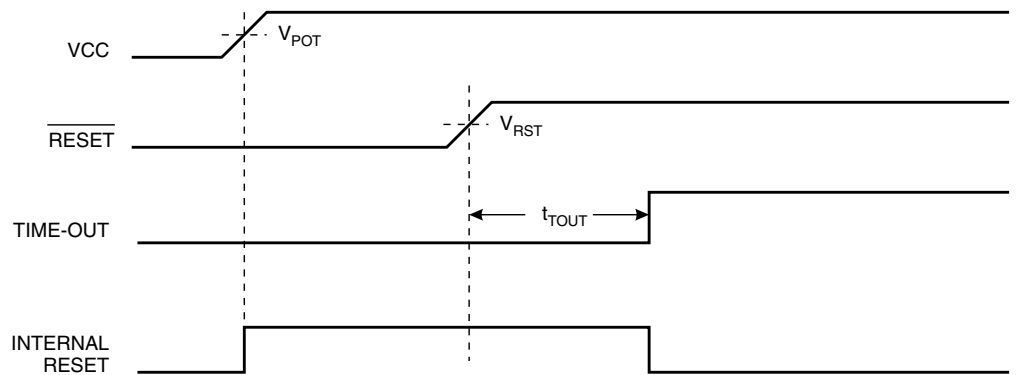 VCC
V_POT
RESET
V_RST
TIME-OUT
t_TOUT
INTERNAL
RESET